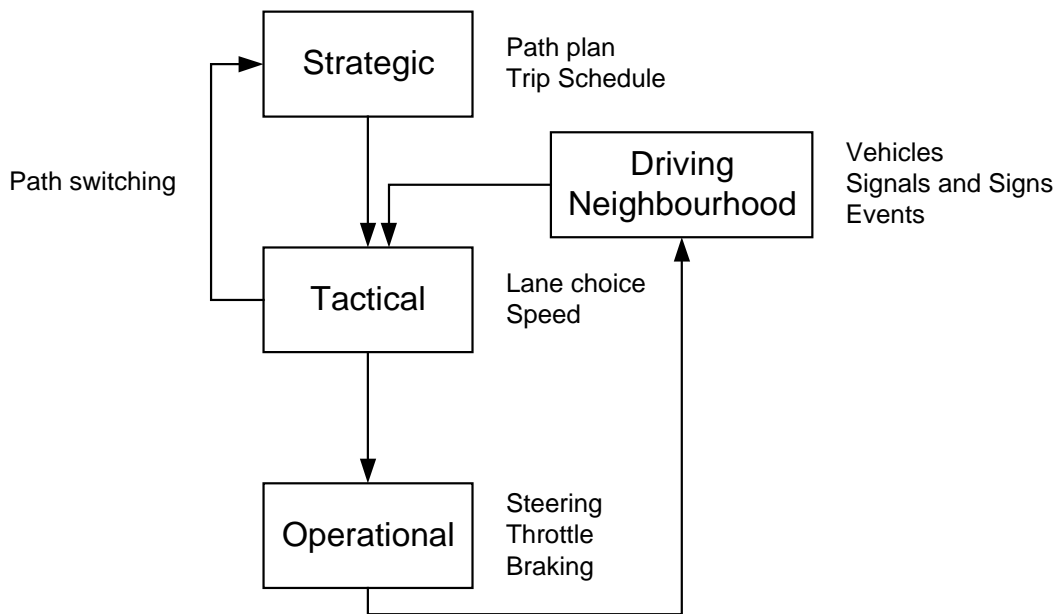 Strategic
Path plan
Trip Schedule
Path switching
Driving
Neighbourhood
Vehicles
Signals and Signs
Events
Tactical
Lane choice
Speed
Operational
Steering
Throttle
Braking